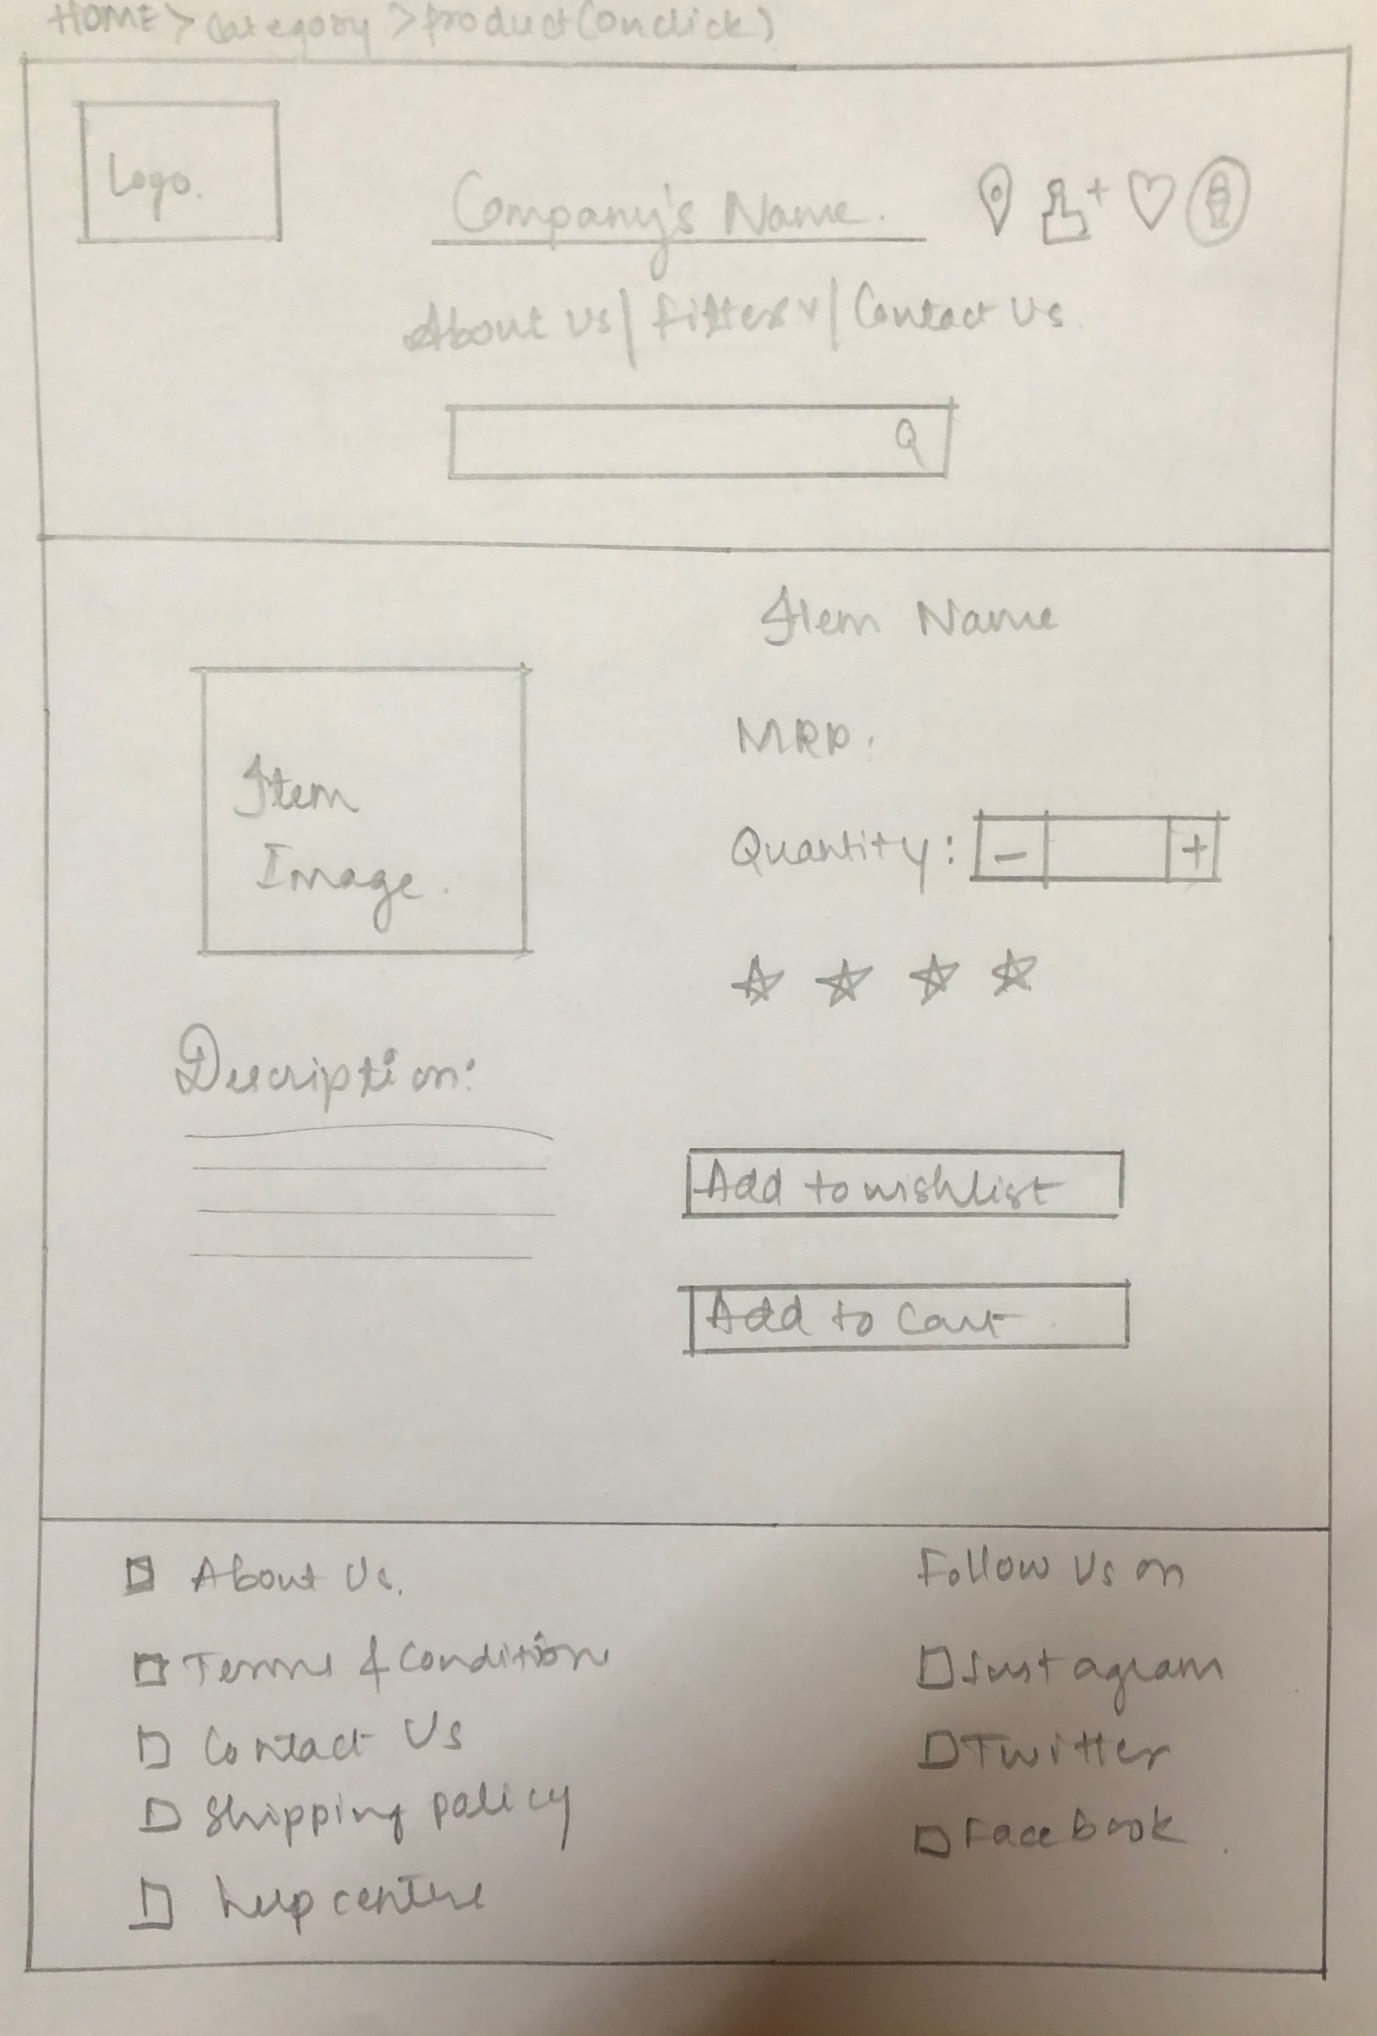 HOME > Category > product (onclick)
Logo.
Company's Name.
About Us | Filter v | Contact Us
Item Name
Item
Image.
MRP:
Quantity: - +
Description:
Add to wishlist
Add to Cart
About Us.
Terms & Condition
Contact Us
Shipping policy
help centre
Follow Us on
Instagram
Twitter
Facebook